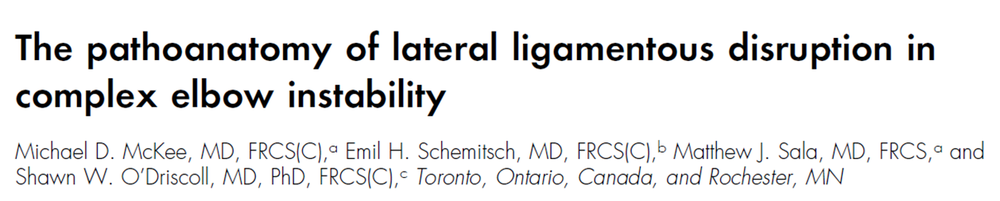 The pathoanatomy of lateral ligamentous disruption in
complex elbow instability
Michael D. McKee, MD, FRCS(C),a Emil H. Schemitsch, MD, FRCS(C),b Matthew J. Sala, MD, FRCS,a and
Shawn W. O'Driscoll, MD, PhD, FRCS(C),c Toronto, Ontario, Canada, and Rochester, MN